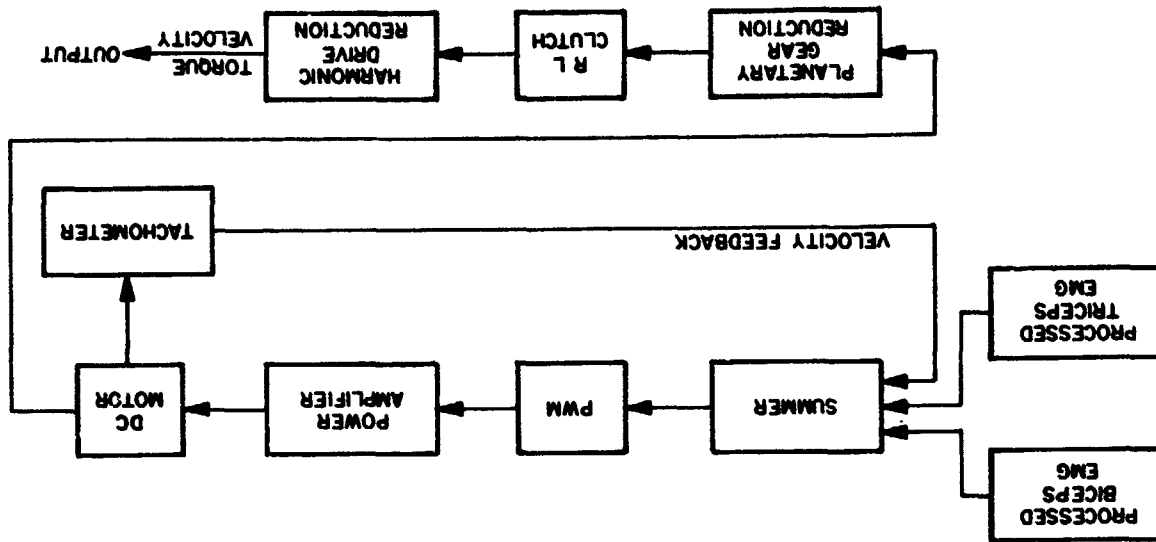 PROCESSED
BICEPS
EMG
SUMMER
PWM
POWER
AMPLIFIER
DC
MOTOR
PROCESSED
TRICEPS
EMG
VELOCITY FEEDBACK
TACHOMETER
PLANETARY
GEAR
REDUCTION
R L
CLUTCH
HARMONIC
DRIVE
REDUCTION
TORQUE
VELOCITY
OUTPUT